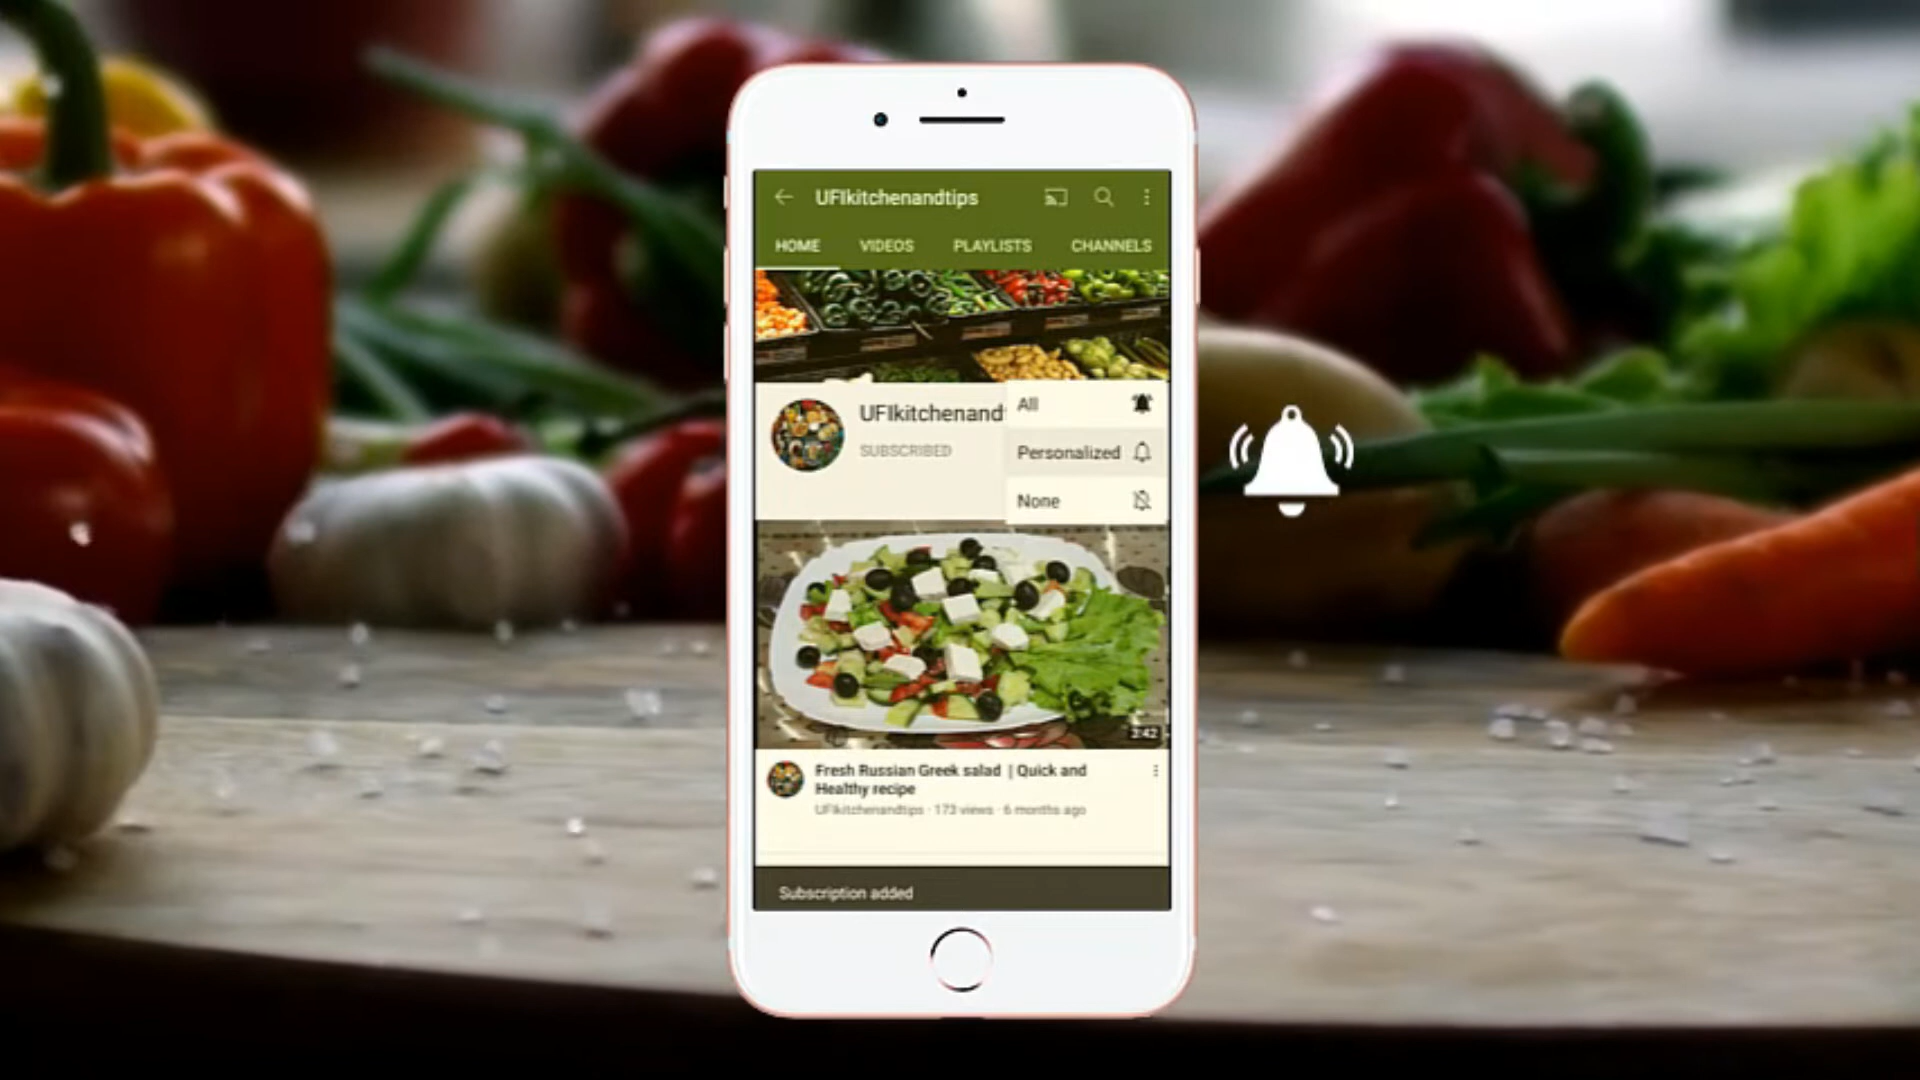 UFIkitchenandtips
HOME VIDEOS PLAYLISTS CHANNELS
UFIkitchenand
SUBSCRIBED
All
Personalized
None
3:42
Fresh Russian Greek salad | Quick and
Healthy recipe
UFIkitchenandtips · 173 views · 6 months ago
Subscription added